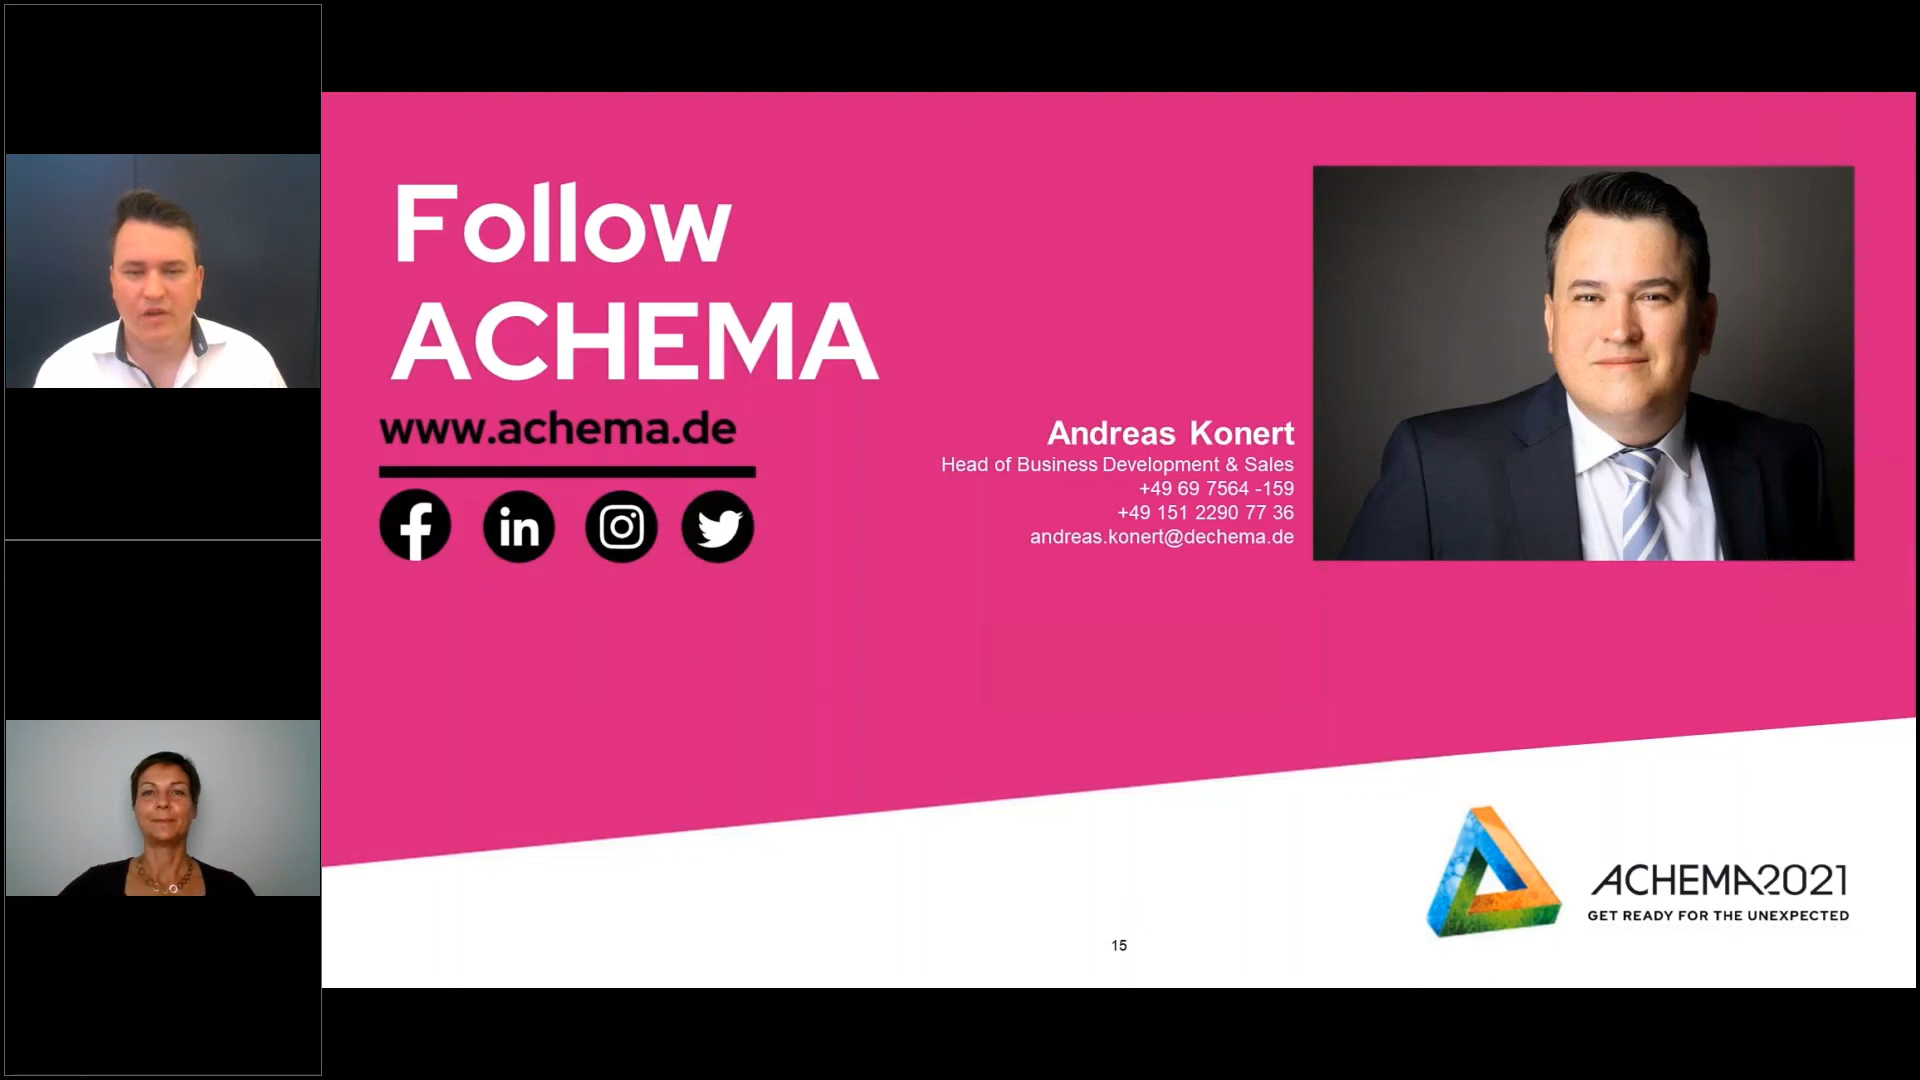 Follow
ACHEMA
www.achema.de
in
Andreas Konert
Head of Business Development & Sales
+49 69 7564 -159
+49 151 2290 77 36
andreas.konert@dechema.de
ACHEMA2021
GET READY FOR THE UNEXPECTED
15